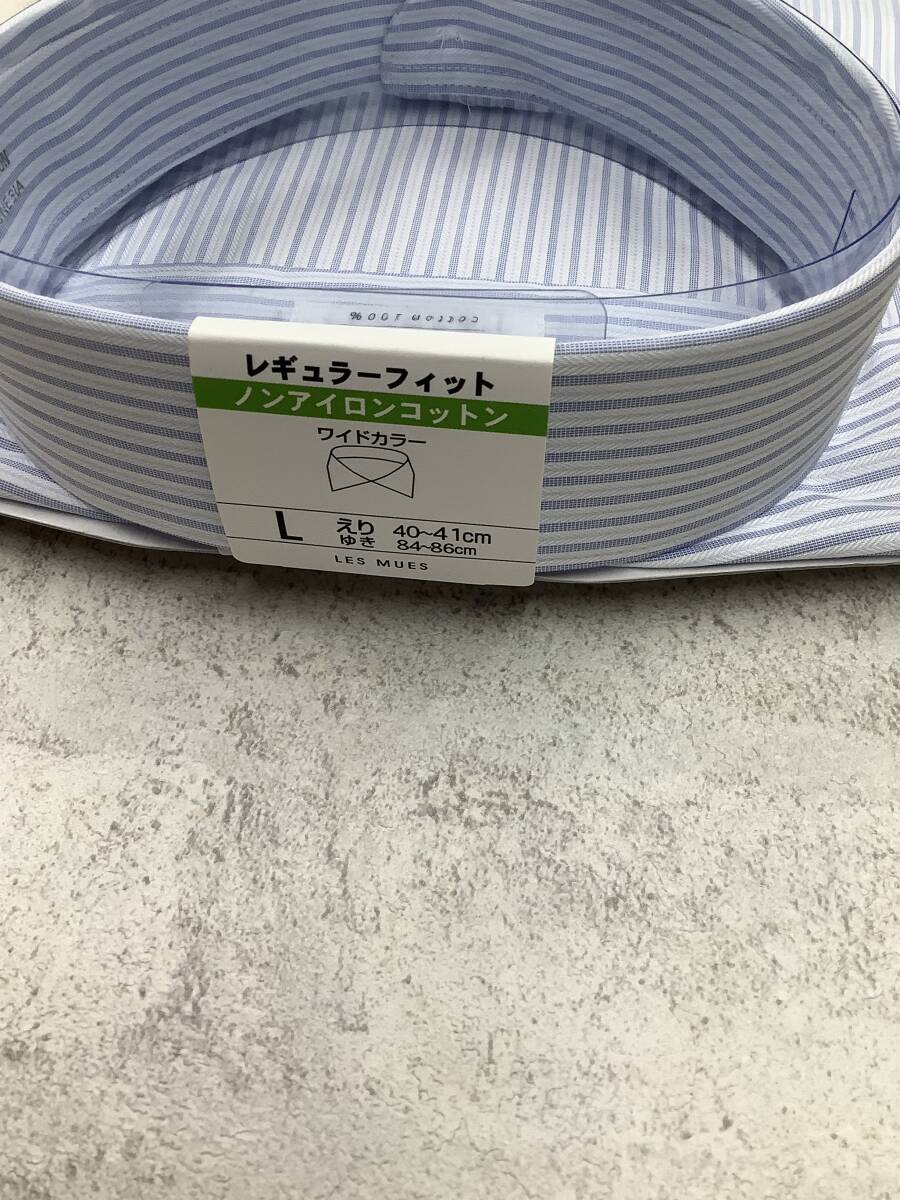 cotton 100%
レギュラーフィット
ノンアイロンコットン
ワイドカラー
L えり 40~41cm
ゆき 84~86cm
LES MUES